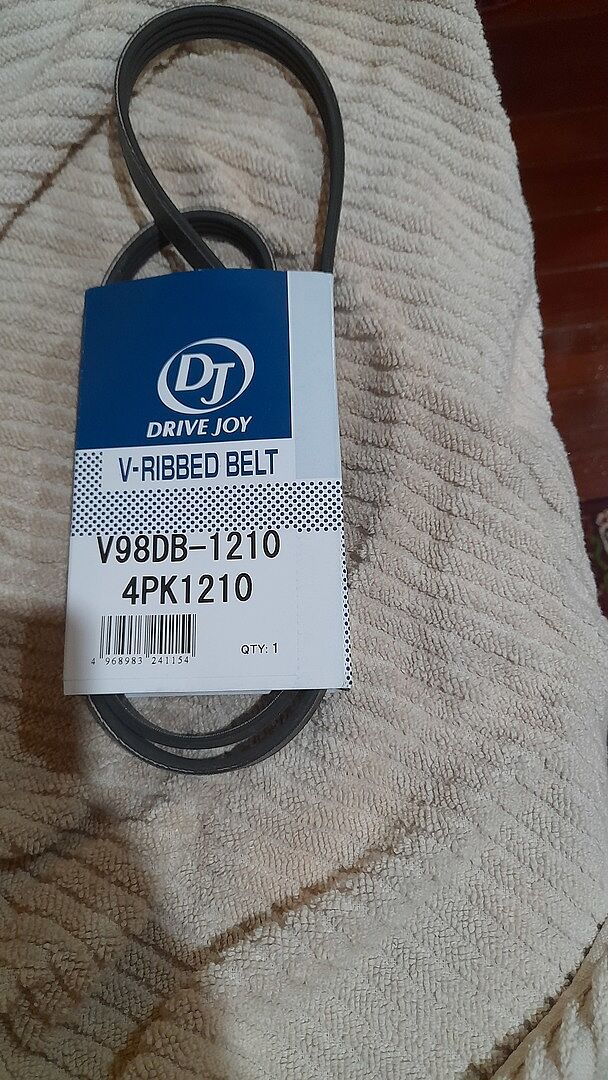 DJ
DRIVE JOY
V-RIBBED BELT
V98DB-1210
4PK1210
QTY: 1
4 968983 241154